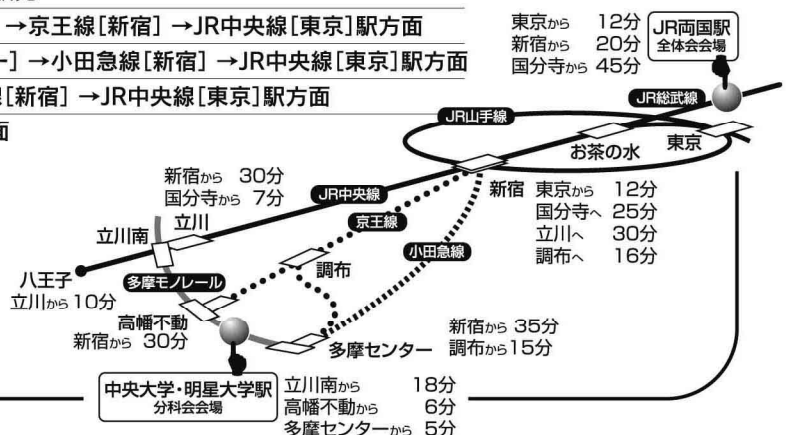 →京王線[新宿] →JR中央線[東京]駅方面
→小田急線[新宿] →JR中央線[東京]駅方面
[新宿] →JR中央線[東京]駅方面
東京から 12分
新宿から 20分
国分寺から 45分
JR両国駅
全体会会場
JR総武線
JR山手線
お茶の水
東京
新宿から 30分
国分寺から 7分
JR中央線
新宿
東京から 12分
国分寺へ 25分
立川へ 30分
調布へ 16分
京王線
小田急線
立川南
立川
調布
八王子
立川から10分
多摩モノレール
高幡不動
新宿から 30分
多摩センター
新宿から 35分
調布から15分
中央大学・明星大学駅
分科会会場
立川南から 18分
高幡不動から 6分
多摩センターから 5分